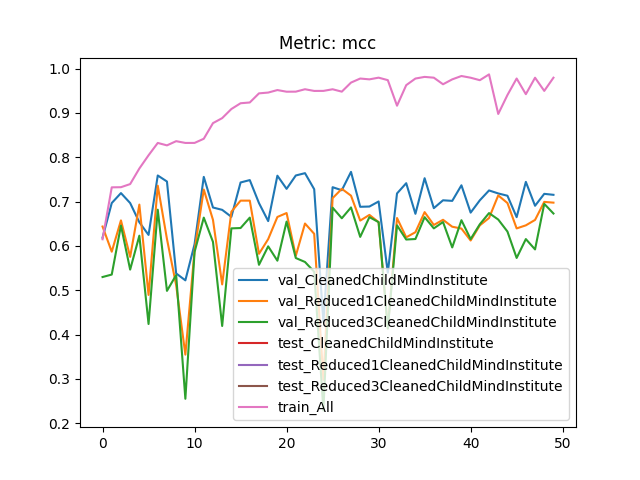 Metric: mcc
1.0
0.9
0.8
0.7
0.6
0.5
0.4
0.3
0.2
val_CleanedChildMindInstitute
val_Reduced1CleanedChildMindInstitute
val_Reduced3CleanedChildMindInstitute
test_CleanedChildMindInstitute
test_Reduced1CleanedChildMindInstitute
test_Reduced3CleanedChildMindInstitute
train_All
0 10 20 30 40 50